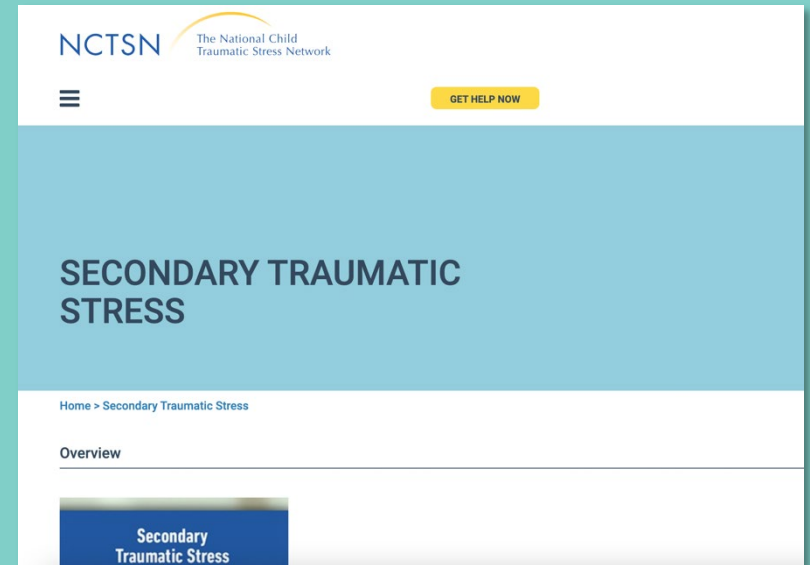 NCTSN
The National Child
Traumatic Stress Network
GET HELP NOW
SECONDARY TRAUMATIC
STRESS
Home > Secondary Traumatic Stress
Overview
Secondary
Traumatic Stress